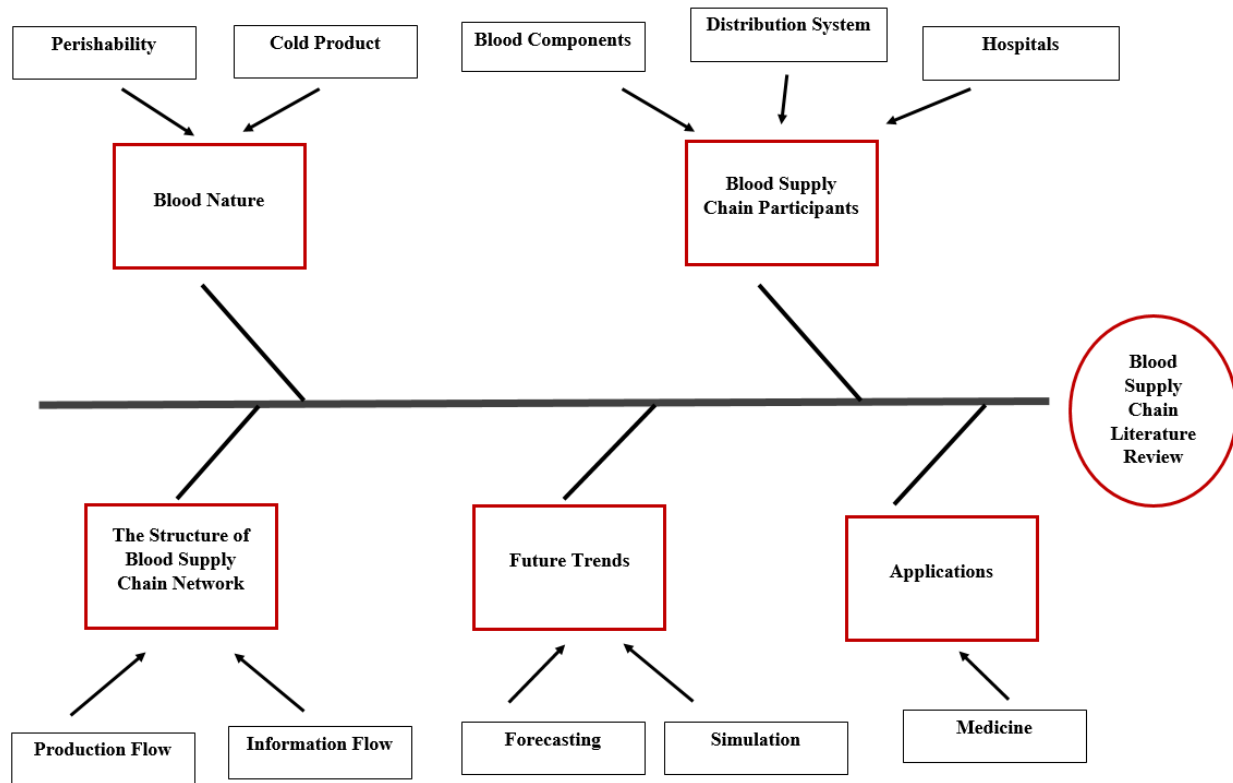 Perishability
Cold Product
Blood Components
Distribution System
Hospitals
Blood Nature
Blood Supply
Chain Participants
Blood
Supply
Chain
Literature
Review
The Structure of
Blood Supply
Chain Network
Future Trends
Applications
Production Flow
Information Flow
Forecasting
Simulation
Medicine